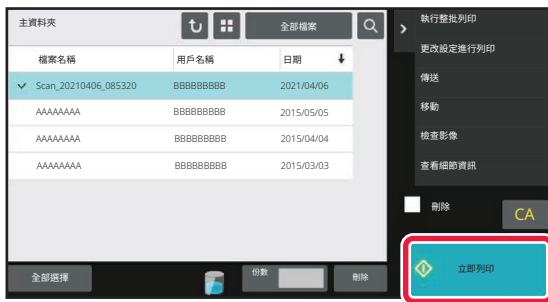 主資料夾
全部檔案
檔案名稱 用戶名稱 日期
Scan_20210406_085320 BBBBBBBBB 2021/04/06
AAAAAAAA BBBBBBBBB 2015/05/05
AAAAAAAA BBBBBBBBB 2015/04/04
AAAAAAAA BBBBBBBBB 2015/03/03
全部選擇
份數
刪除
執行整批列印
更改設定進行列印
傳送
移動
檢查影像
查看細節資訊
刪除
CA
立即列印